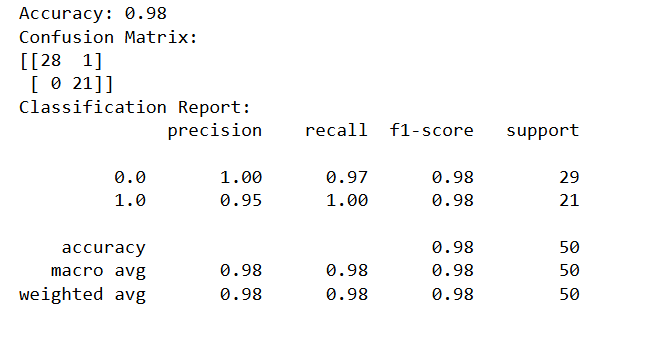 Accuracy: 0.98
Confusion Matrix:
[[28  1]
 [ 0 21]]
Classification Report:
              precision    recall  f1-score   support

         0.0       1.00      0.97      0.98        29
         1.0       0.95      1.00      0.98        21

    accuracy                           0.98        50
   macro avg       0.98      0.98      0.98        50
weighted avg       0.98      0.98      0.98        50